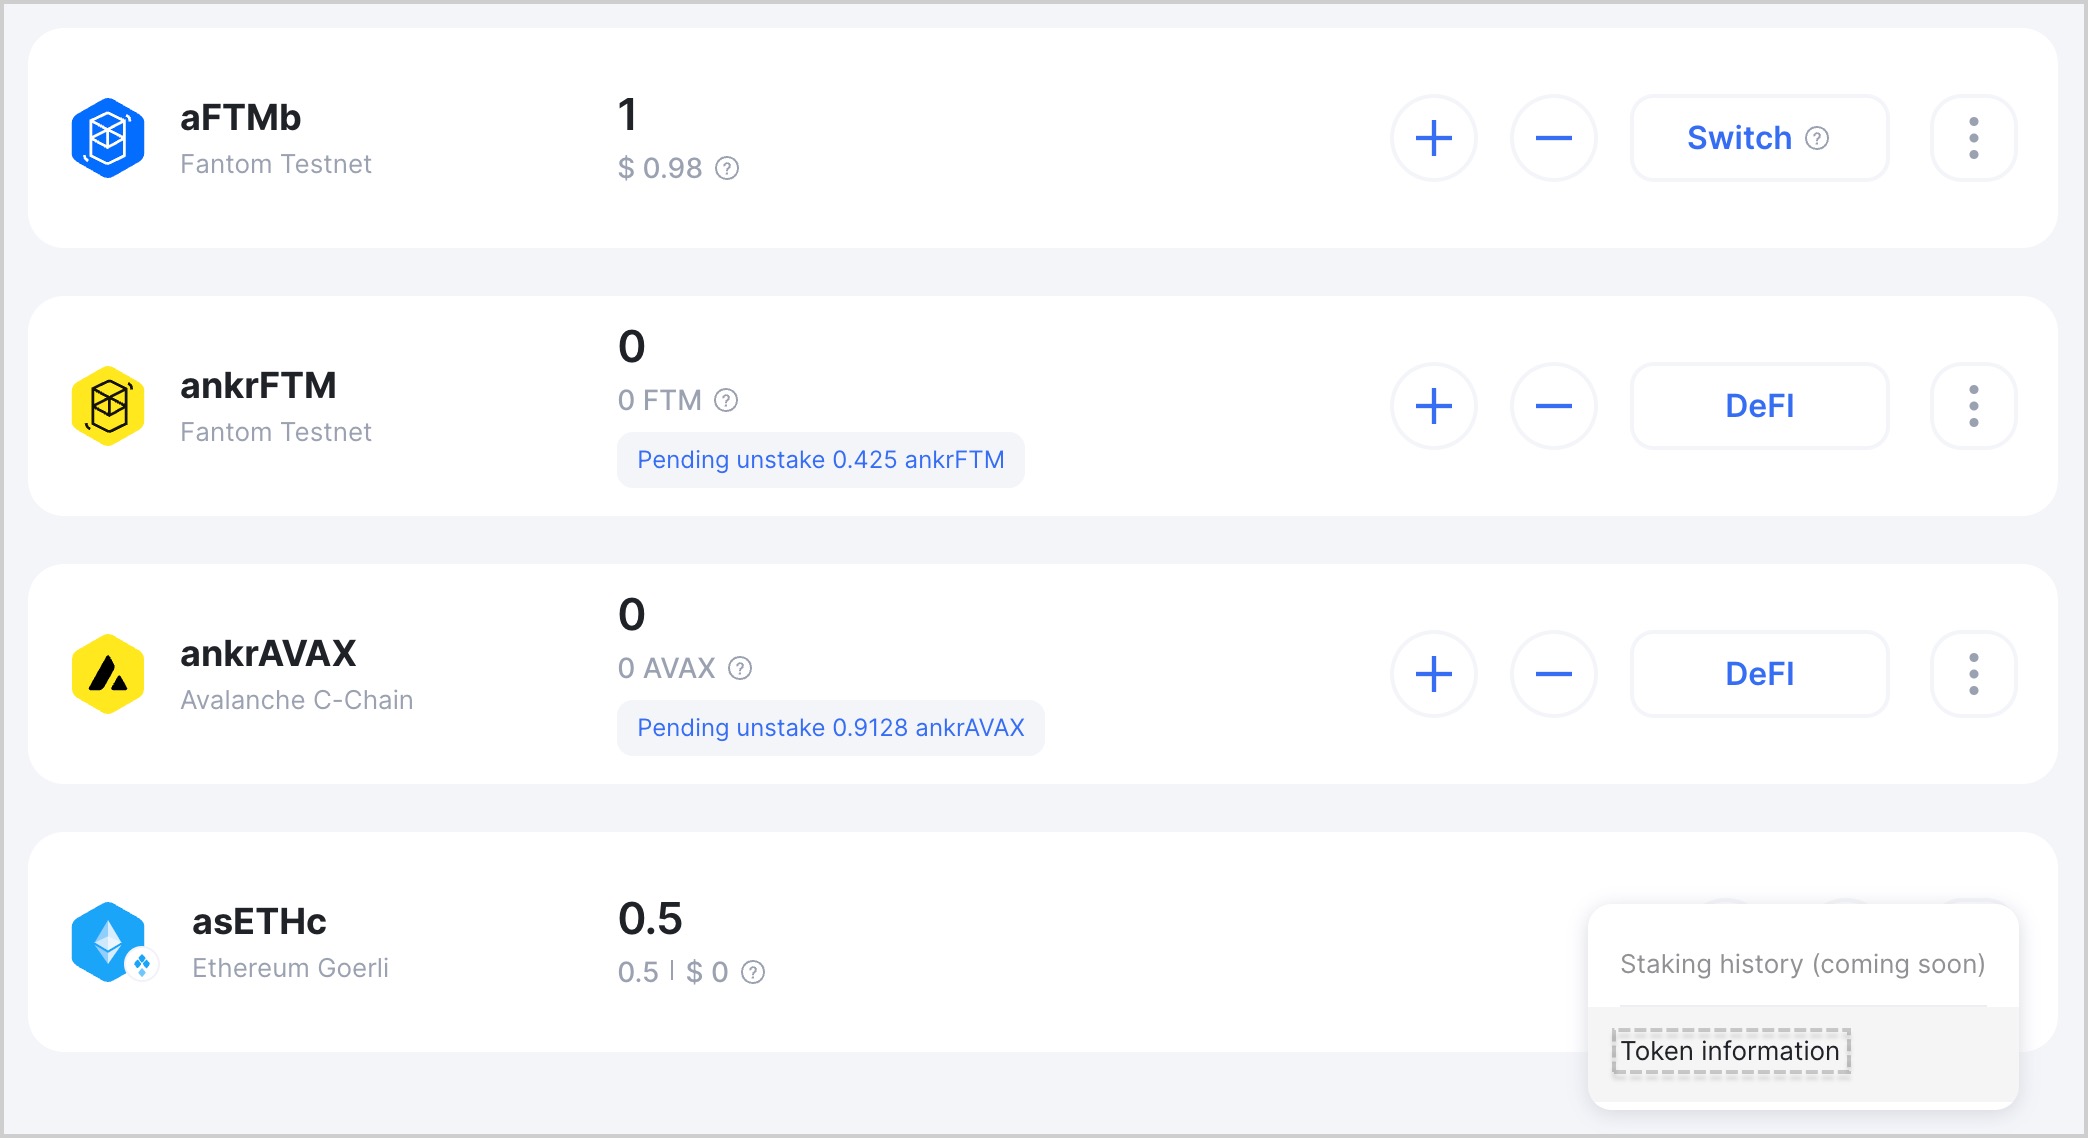 aFTMb
Fantom Testnet
1
$ 0.98 ?
Switch ?
ankrFTM
Fantom Testnet
0
0 FTM ?
Pending unstake 0.425 ankrFTM
DeFI
ankrAVAX
Avalanche C-Chain
0
0 AVAX ?
Pending unstake 0.9128 ankrAVAX
DeFI
asETHc
Ethereum Goerli
0.5
0.5 | $ 0 ?
Staking history (coming soon)
Token information